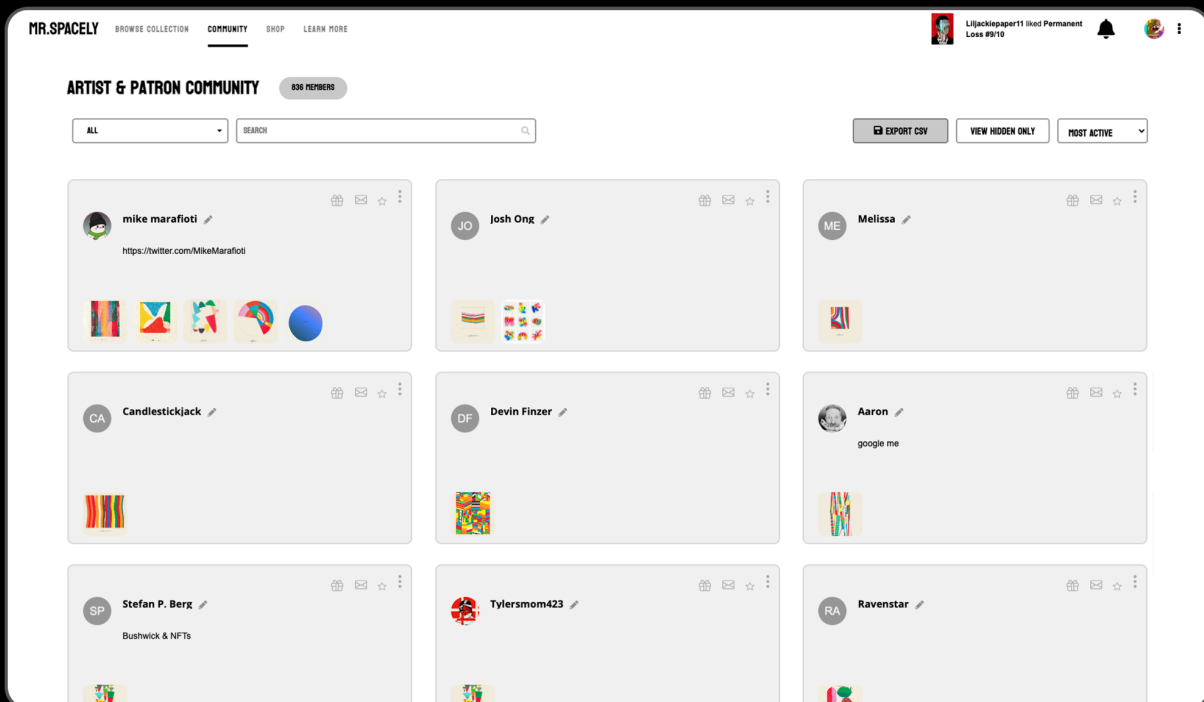 MR.SPACELY
BROWSE COLLECTION
COMMUNITY
SHOP
LEARN MORE
Liljackiepaper11 liked Permanent
Loss #9/10
ARTIST & PATRON COMMUNITY
836 MEMBERS
ALL
SEARCH
EXPORT CSV
VIEW HIDDEN ONLY
MOST ACTIVE
mike marafioti
https://twitter.com/MikeMarafioti
JO
Josh Ong
ME
Melissa
CA
Candlestickjack
DF
Devin Finzer
Aaron
google me
SP
Stefan P. Berg
Bushwick & NFTs
Tylersmom423
RA
Ravenstar